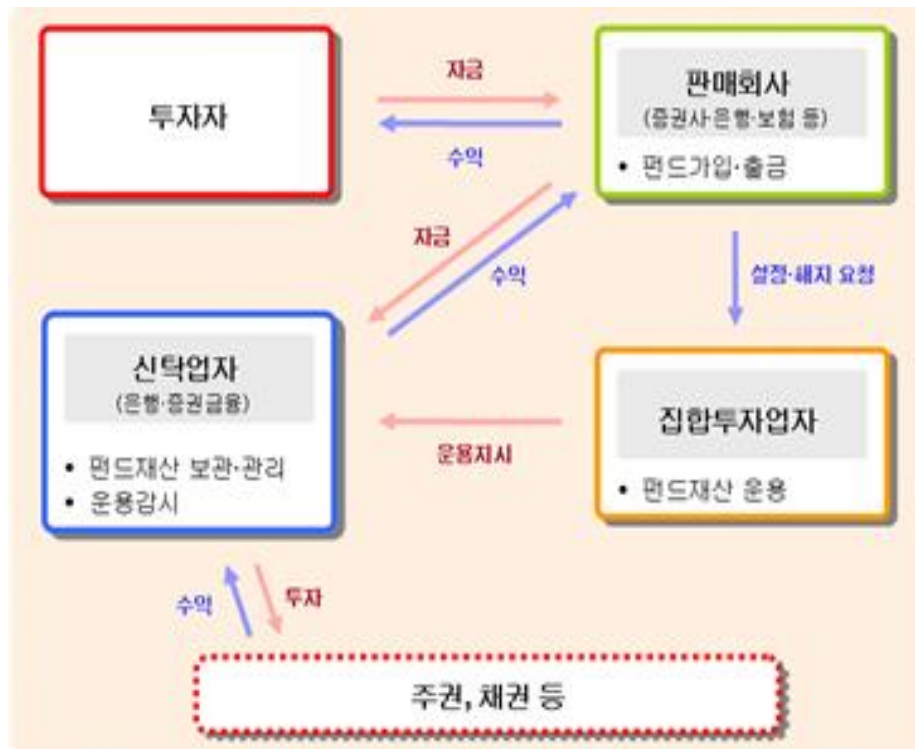 투자자
자금
수익
판매회사
(증권사·은행·보험 등)
• 펀드가입·출금
자금
수익
설정·해지 요청
신탁업자
(은행·증권금융)
• 펀드재산 보관·관리
• 운용감시
운용지시
집합투자업자
• 펀드재산 운용
수익
투자
주권, 채권 등